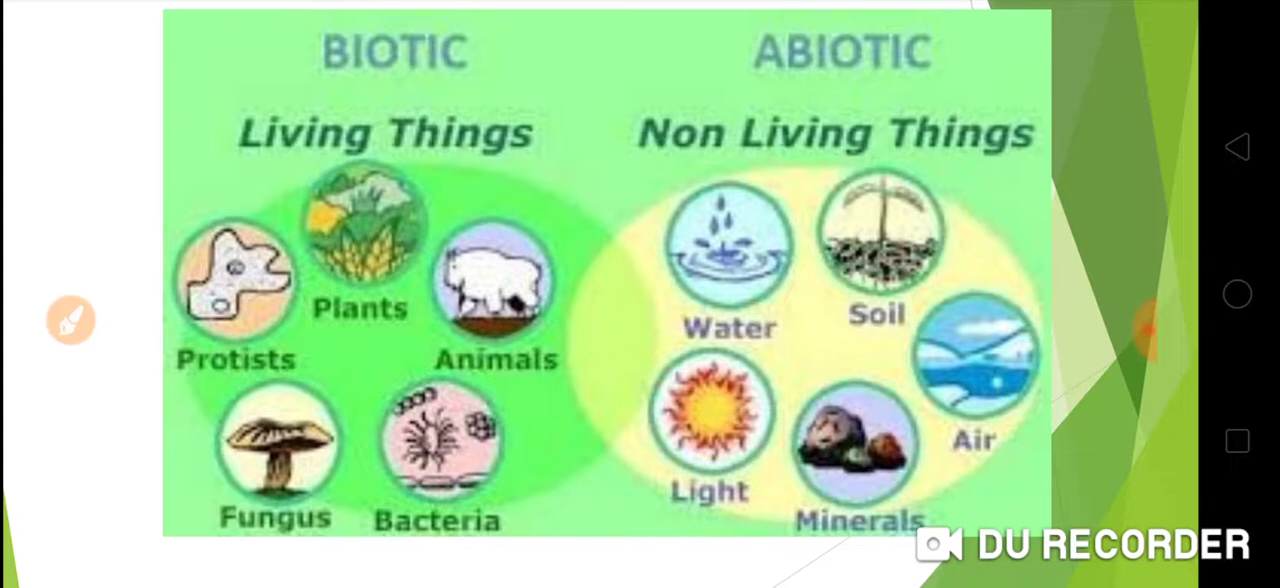 BIOTIC
ABIOTIC
Living Things
Non Living Things
Plants
Protists
Animals
Fungus
Bacteria
Water
Soil
Air
Light
Minerals
DU RECORDER